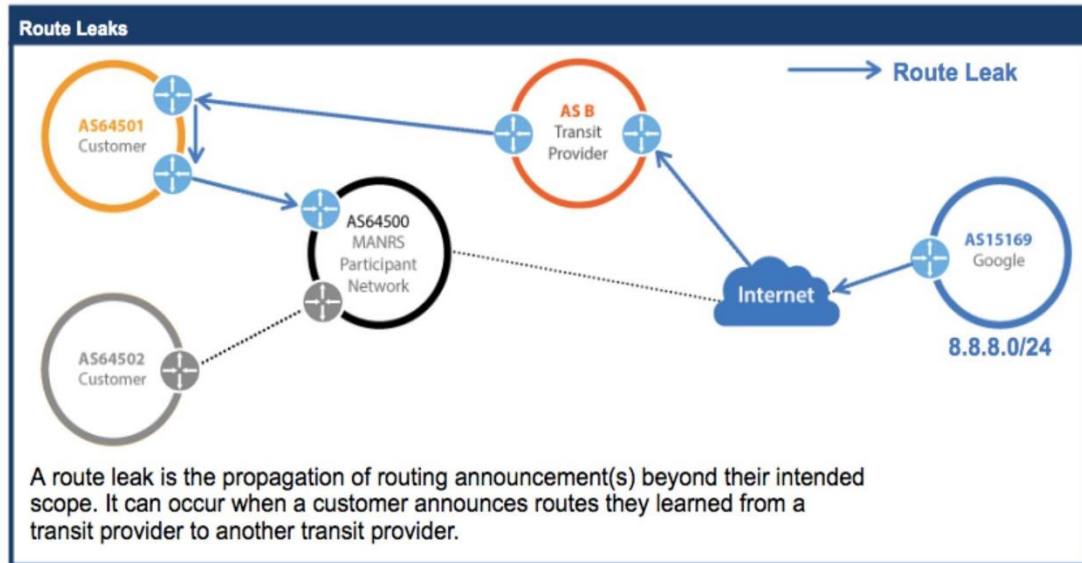 Route Leaks
Route Leak
AS64501
Customer
AS B
Transit
Provider
AS64500
MANRS
Participant
Network
AS15169
Google
Internet
8.8.8.0/24
AS64502
Customer
A route leak is the propagation of routing announcement(s) beyond their intended
scope. It can occur when a customer announces routes they learned from a
transit provider to another transit provider.